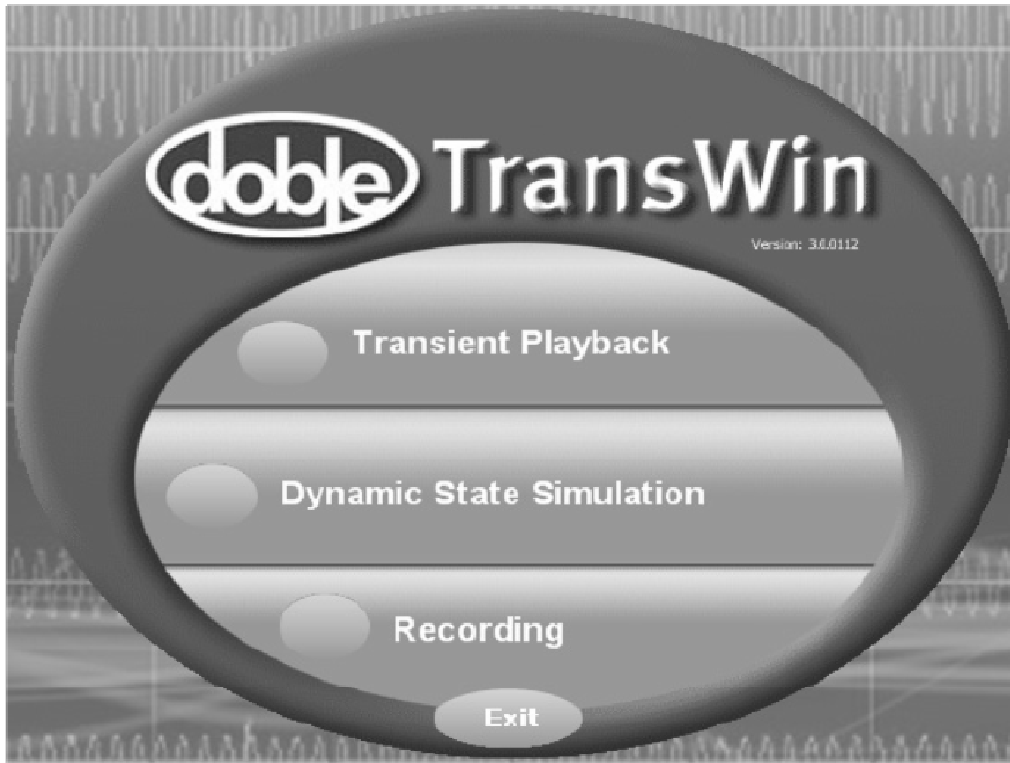 doble TransWin
Version: 3.0.0112
Transient Playback
Dynamic State Simulation
Recording
Exit